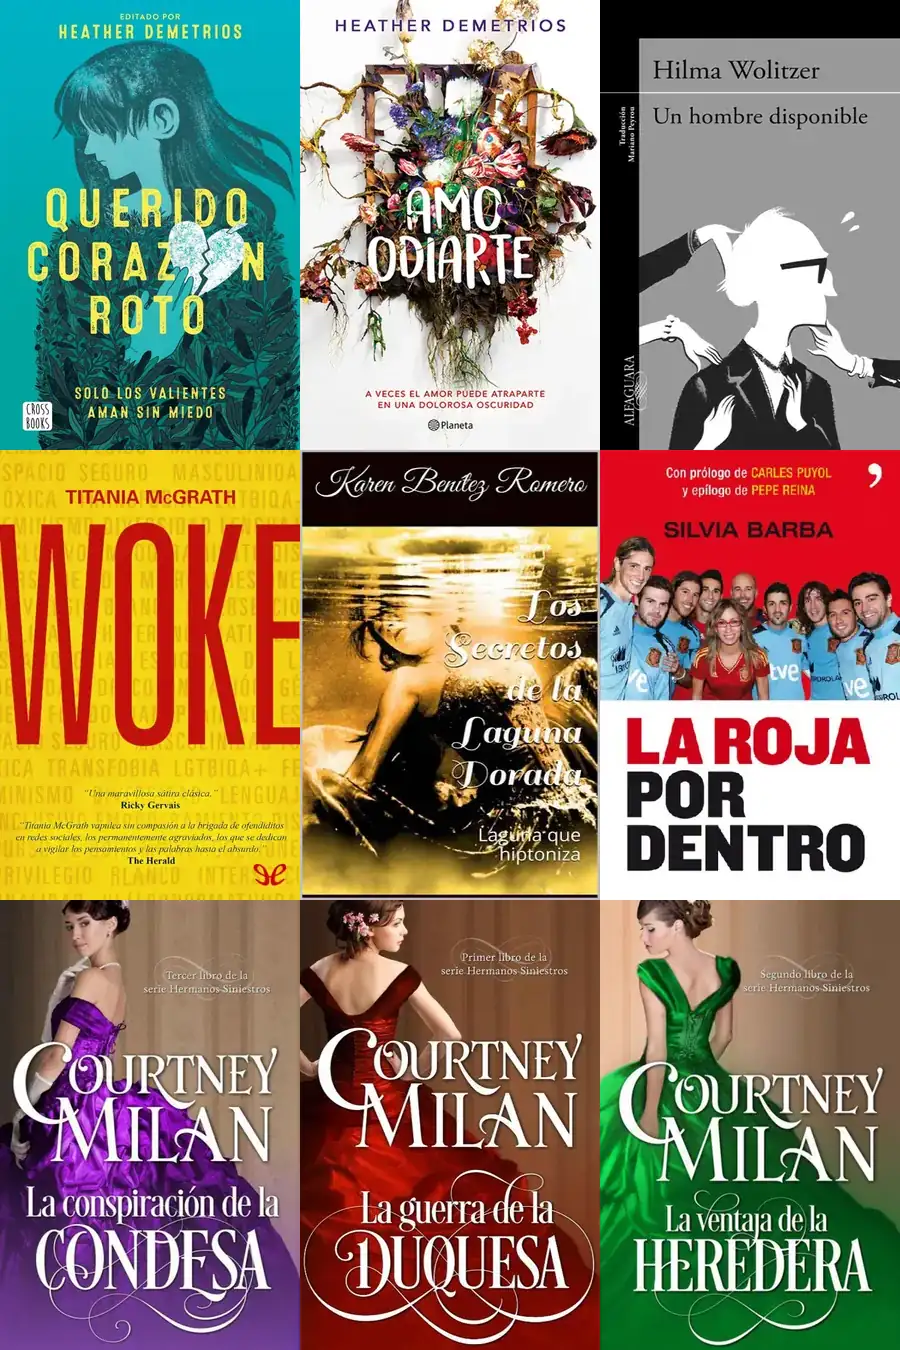 EDITADO POR
HEATHER DEMETRIOS
QUERIDO
CORAZ N
ROTO
SOLO LOS VALIENTES
AMAN SIN MIEDO
CROSS
BOOKS
HEATHER DEMETRIOS
AMO
ODIARTE
A VECES EL AMOR PUEDE ATRAPARTE
EN UNA DOLOROSA OSCURIDAD
Planeta
Hilma Wolitzer
Un hombre disponible
Traducción
Mariano Peyrou
ALFAGUARA
TITANIA McGRATH
WOKE
"Una maravillosa sátira clásica."
Ricky Gervais
"Titania McGrath vapulea sin compasión a la brigada de ofendiditos
en redes sociales, los permanentemente agraviados, los que se dedican
a vigilar los pensamientos y las palabras hasta el absurdo."
The Herald
Karen Benítez Romero
Los
Secretos
de la
Laguna
Dorada
Laguna que
hiptoniza
Con prólogo de CARLES PUYOL
y epílogo de PEPE REINA
SILVIA BARBA
tve
LA ROJA
POR
DENTRO
Tercer libro de la
serie Hermanos Siniestros
COURTNEY
MILAN
La conspiración de la
CONDESA
Primer libro de la
serie Hermanos Siniestros
COURTNEY
MILAN
La guerra de la
DUQUESA
Segundo libro de la
serie Hermanos Siniestros
COURTNEY
MILAN
La ventaja de la
HEREDERA